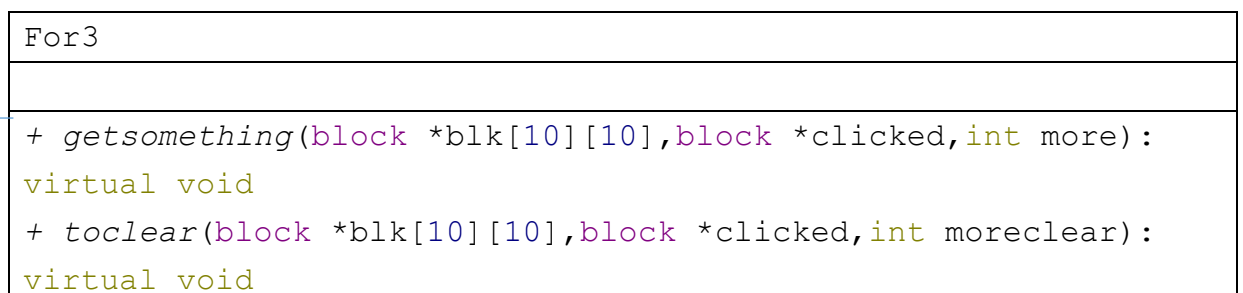 For3
+ getsomething(block *blk[10][10],block *clicked,int more):
virtual void
+ toclear(block *blk[10][10],block *clicked,int moreclear):
virtual void